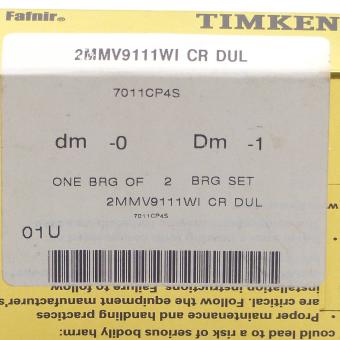 Fafnir® TIMKEN
2MMV9111WI CR DUL
7011CP4S
dm -0 Dm -1
ONE BRG OF 2 BRG SET
2MMV9111WI CR DUL
7011CP4S
01U
could lead to a risk of serious bodily harm:
• Proper maintenance and handling practices
are critical. Follow the equipment manufacturer's
installation instructions. Failure to follow